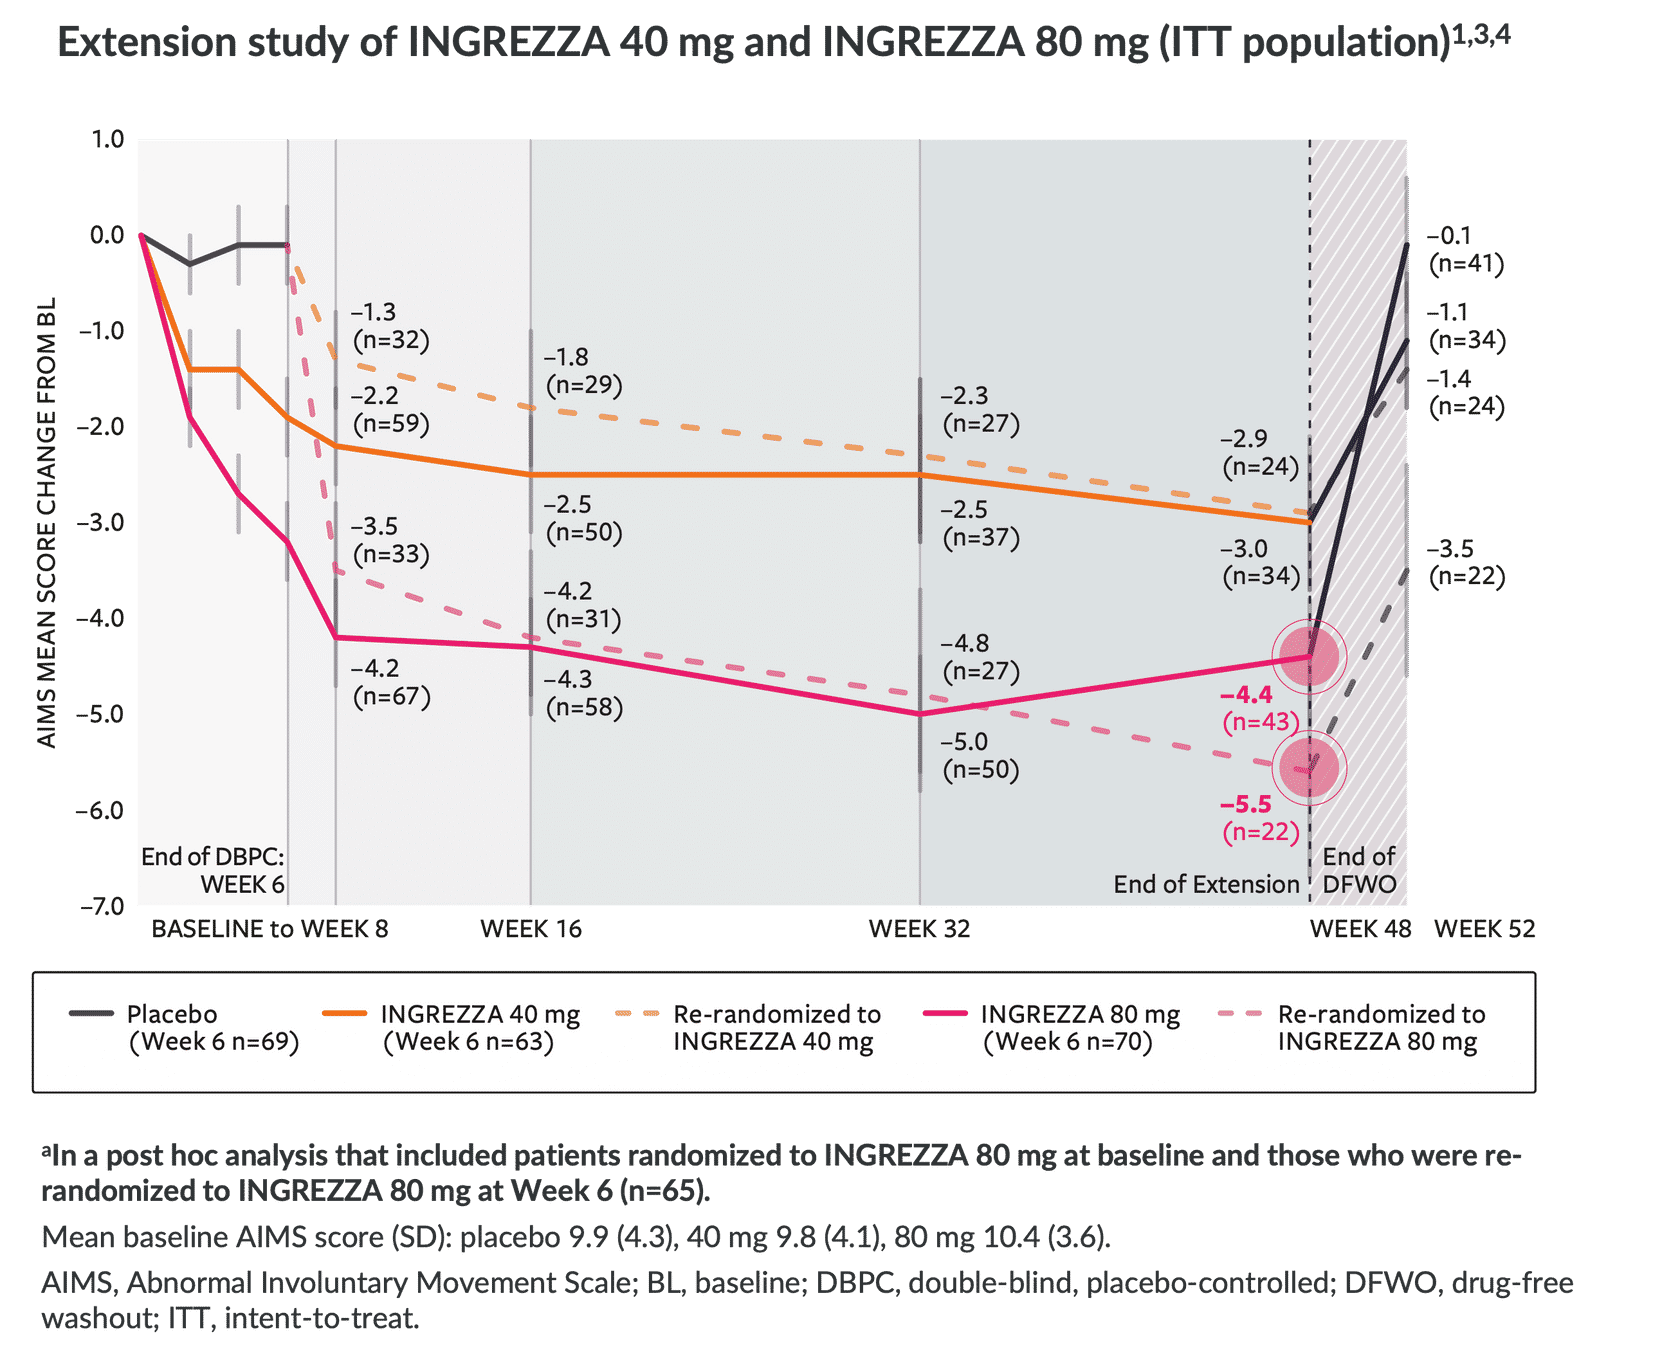 Extension study of INGREZZA 40 mg and INGREZZA 80 mg (ITT population)¹,³,⁴
AIMS MEAN SCORE CHANGE FROM BL
1.0
0.0
–1.0
–2.0
–3.0
–4.0
–5.0
–6.0
–7.0
–1.3
(n=32)
–2.2
(n=59)
–3.5
(n=33)
–4.2
(n=67)
–1.8
(n=29)
–2.5
(n=50)
–4.2
(n=31)
–4.3
(n=58)
–2.3
(n=27)
–2.5
(n=37)
–4.8
(n=27)
–5.0
(n=50)
–2.9
(n=24)
–3.0
(n=34)
–4.4
(n=43)
–5.5
(n=22)
–0.1
(n=41)
–1.1
(n=34)
–1.4
(n=24)
–3.5
(n=22)
End of DBPC:
WEEK 6
End of Extension
End of
DFWO
BASELINE to WEEK 8
WEEK 16
WEEK 32
WEEK 48
WEEK 52
Placebo
(Week 6 n=69)
INGREZZA 40 mg
(Week 6 n=63)
Re-randomized to
INGREZZA 40 mg
INGREZZA 80 mg
(Week 6 n=70)
Re-randomized to
INGREZZA 80 mg
ᵃIn a post hoc analysis that included patients randomized to INGREZZA 80 mg at baseline and those who were re-
randomized to INGREZZA 80 mg at Week 6 (n=65).
Mean baseline AIMS score (SD): placebo 9.9 (4.3), 40 mg 9.8 (4.1), 80 mg 10.4 (3.6).
AIMS, Abnormal Involuntary Movement Scale; BL, baseline; DBPC, double-blind, placebo-controlled; DFWO, drug-free
washout; ITT, intent-to-treat.